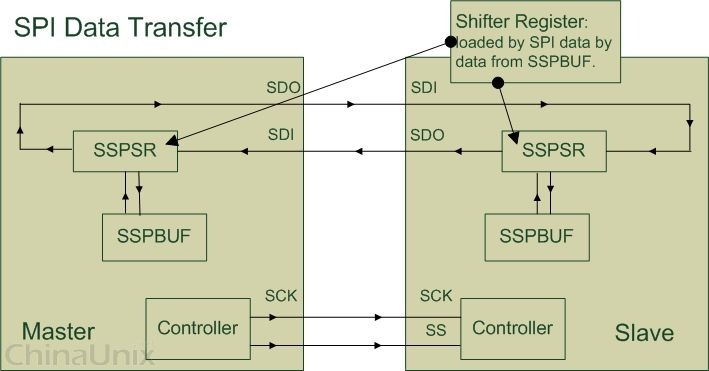 SPI Data Transfer
Shifter Register:
loaded by SPI data by
data from SSPBUF.
SDO
SDI
SSPSR
SDI
SDO
SSPSR
SSPBUF
SSPBUF
SCK
SCK
Master
Controller
SS
Controller
Slave
ChinaUnix